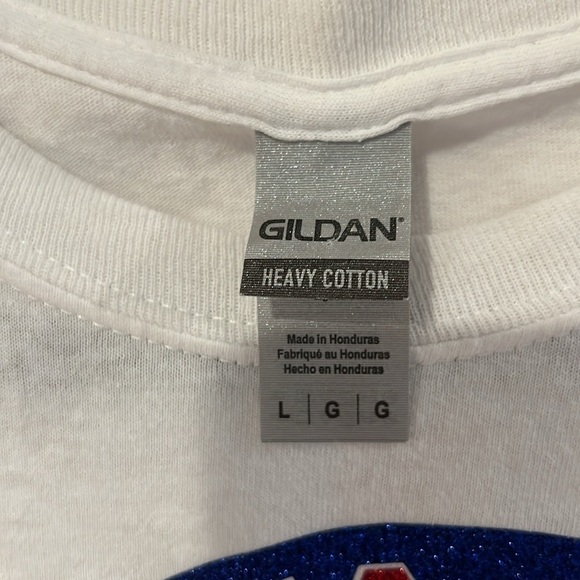 GILDAN®
HEAVY COTTON
Made in Honduras
Fabriqué au Honduras
Hecho en Honduras
L | G | G